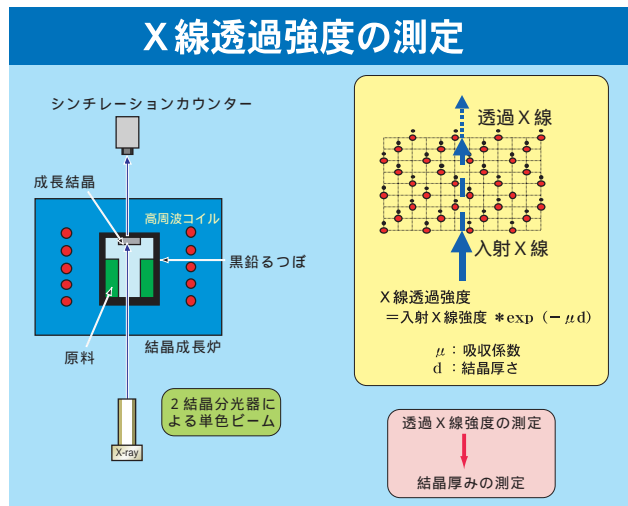 X線透過強度の測定
シンチレーションカウンター
成長結晶
高周波コイル
黒鉛るつぼ
原料
結晶成長炉
2結晶分光器に
よる単色ビーム
X-ray
透過X線
入射X線
X線透過強度
=入射X線強度 *exp (-μd)
μ:吸収係数
d:結晶厚さ
透過X線強度の測定
結晶厚みの測定